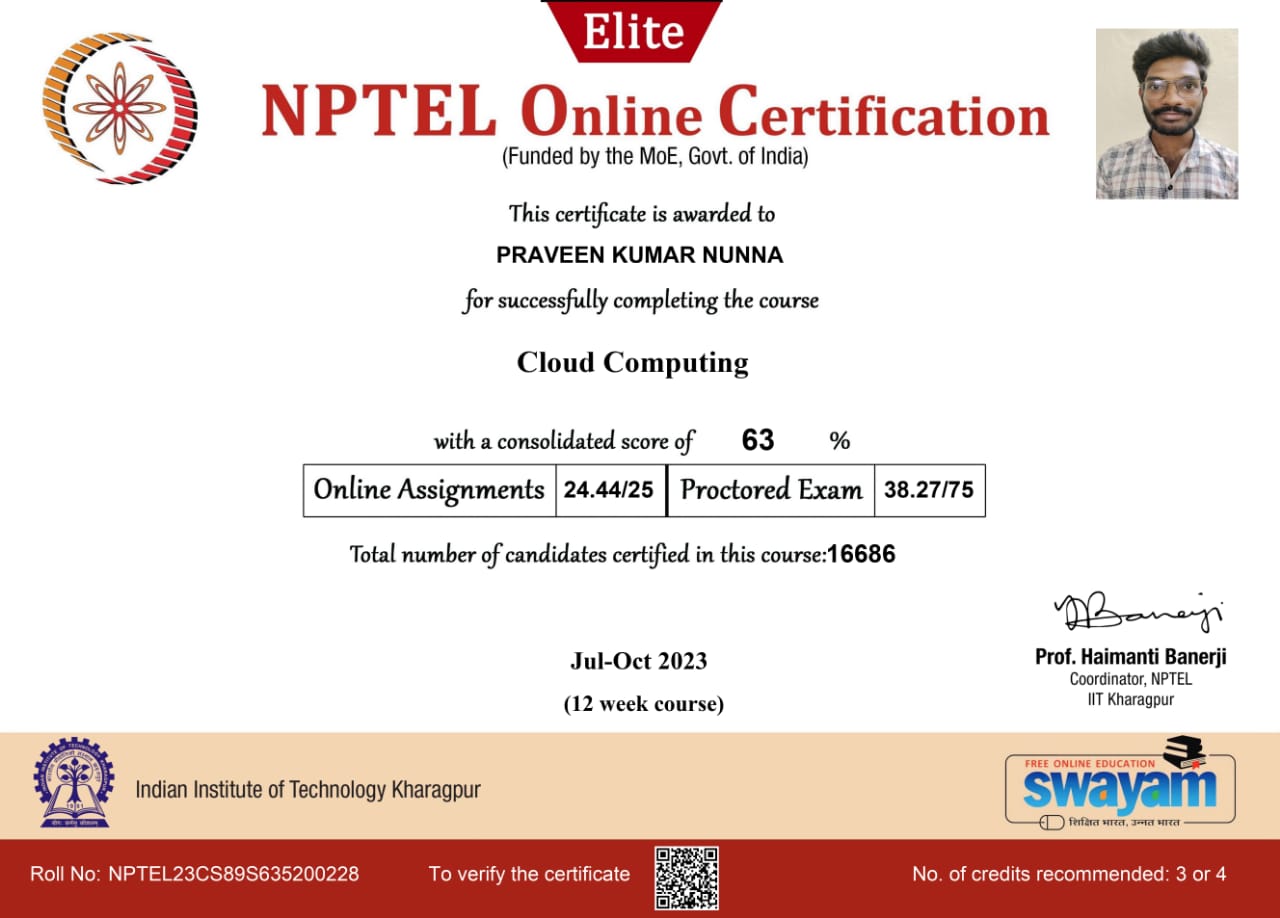 Elite
NPTEL Online Certification
(Funded by the MoE, Govt. of India)
This certificate is awarded to
PRAVEEN KUMAR NUNNA
for successfully completing the course
Cloud Computing
with a consolidated score of 63 %
Online Assignments 24.44/25 Proctored Exam 38.27/75
Total number of candidates certified in this course:16686
Jul-Oct 2023
(12 week course)
Prof. Haimanti Banerji
Coordinator, NPTEL
IIT Kharagpur
Indian Institute of Technology Kharagpur
FREE ONLINE EDUCATION
swayam
शिक्षित भारत, उन्नत भारत
Roll No: NPTEL23CS89S635200228 To verify the certificate No. of credits recommended: 3 or 4